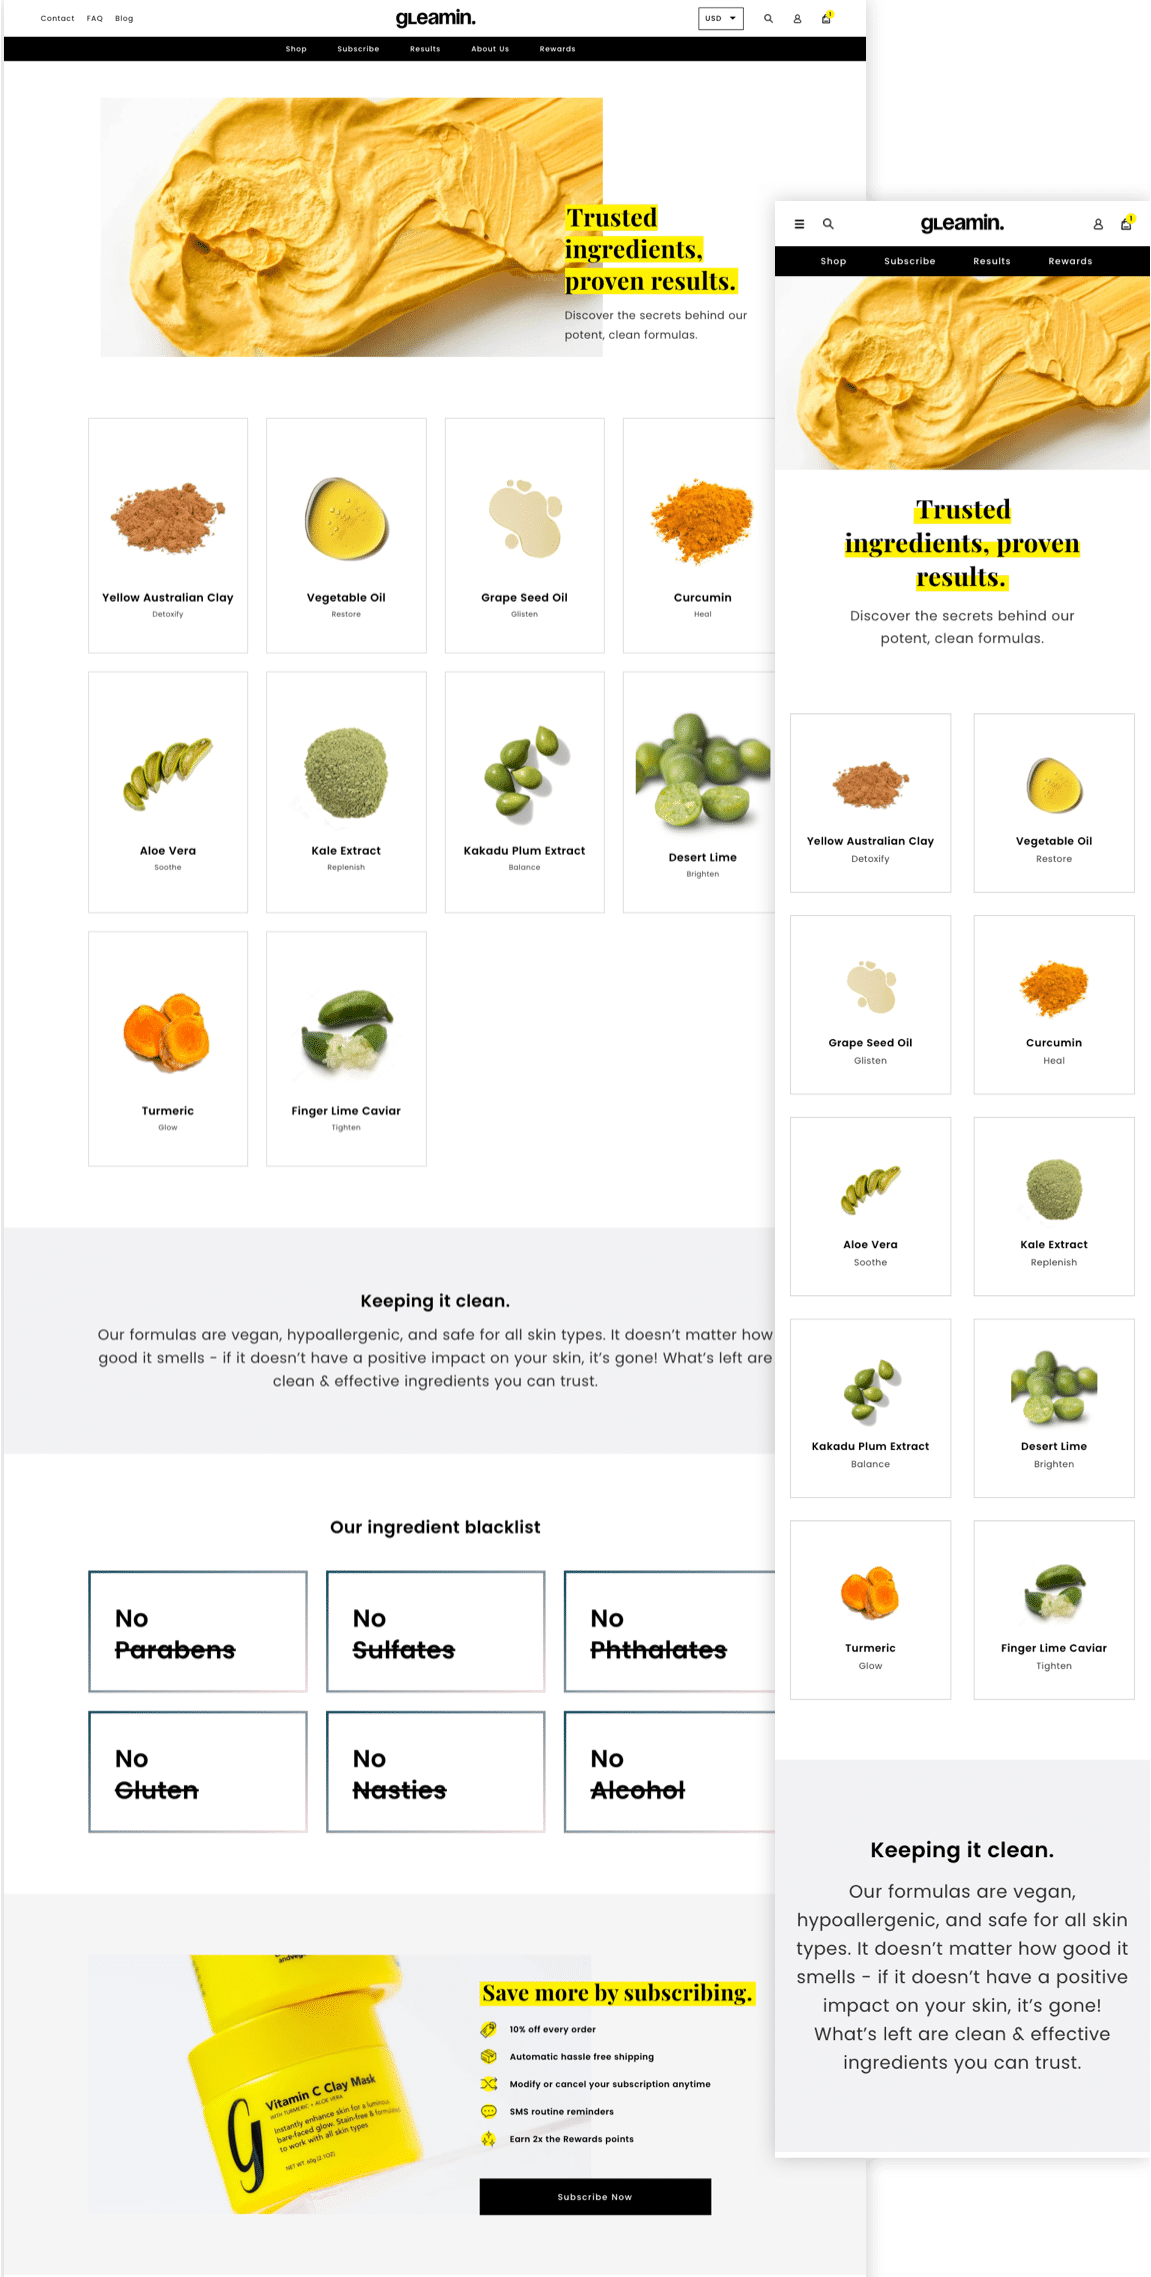 Contact FAQ Blog
gleamin.
USD
1
Shop Subscribe Results About Us Rewards
Trusted
ingredients,
proven results.
Discover the secrets behind our
potent, clean formulas.
Yellow Australian Clay
Detoxify
Vegetable Oil
Restore
Grape Seed Oil
Glisten
Curcumin
Heal
Aloe Vera
Soothe
Kale Extract
Replenish
Kakadu Plum Extract
Balance
Desert Lime
Brighten
Turmeric
Glow
Finger Lime Caviar
Tighten
Keeping it clean.
Our formulas are vegan, hypoallergenic, and safe for all skin types. It doesn't matter how
good it smells - if it doesn't have a positive impact on your skin, it's gone! What's left are
clean & effective ingredients you can trust.
Our ingredient blacklist
No
Parabens
No
Sulfates
No
Phthalates
No
Gluten
No
Nasties
No
Alcohol
g
Vitamin C Clay Mask
WITH TURMERIC + ALOE VERA
Instantly enhance skin for a luminous
bare-faced glow. Stain-free & formulated
to work with all skin types
NET WT. 60g (2.1OZ)
Save more by subscribing.
10% off every order
Automatic hassle free shipping
Modify or cancel your subscription anytime
SMS routine reminders
Earn 2x the Rewards points
Subscribe Now
gleamin.
1
Shop Subscribe Results Rewards
Trusted
ingredients, proven
results.
Discover the secrets behind our
potent, clean formulas.
Yellow Australian Clay
Detoxify
Vegetable Oil
Restore
Grape Seed Oil
Glisten
Curcumin
Heal
Aloe Vera
Soothe
Kale Extract
Replenish
Kakadu Plum Extract
Balance
Desert Lime
Brighten
Turmeric
Glow
Finger Lime Caviar
Tighten
Keeping it clean.
Our formulas are vegan,
hypoallergenic, and safe for all skin
types. It doesn't matter how good it
smells - if it doesn't have a positive
impact on your skin, it's gone!
What's left are clean & effective
ingredients you can trust.